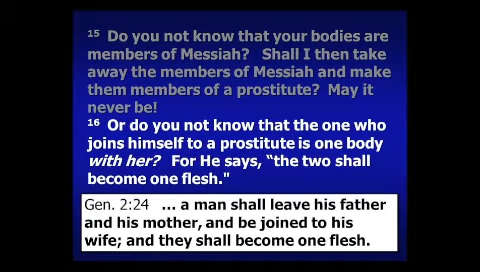 15 Do you not know that your bodies are
members of Messiah? Shall I then take
away the members of Messiah and make
them members of a prostitute? May it
never be!
16 Or do you not know that the one who
joins himself to a prostitute is one body
with her? For He says, “the two shall
become one flesh."
Gen. 2:24 ... a man shall leave his father
and his mother, and be joined to his
wife; and they shall become one flesh.